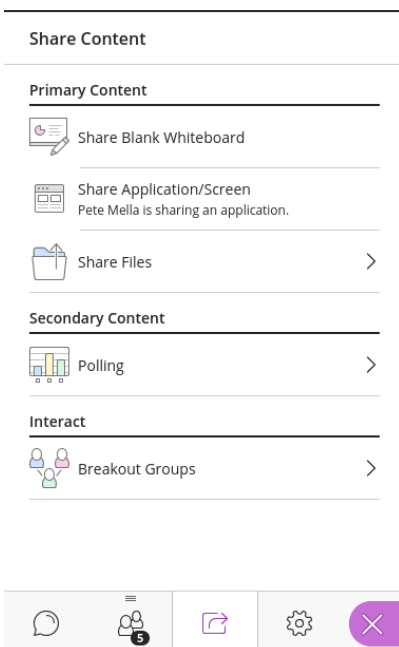 Share Content
Primary Content
Share Blank Whiteboard
Share Application/Screen
Pete Mella is sharing an application.
Share Files
Secondary Content
Polling
Interact
Breakout Groups
5